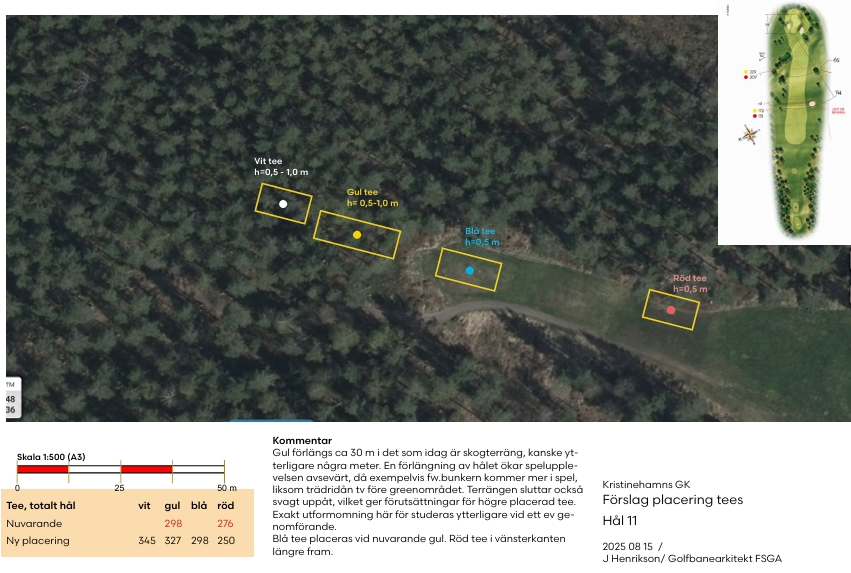 Vit tee
h=0,5 - 1,0 m
Gul tee
h= 0,5-1,0 m
Blå tee
h=0,5 m
Röd tee
h=0,5 m
TM
48
36
Skala 1:500 (A3)
0 25 50 m
Tee, totalt hål vit gul blå röd
Nuvarande 298 276
Ny placering 345 327 298 250
Kommentar
Gul förlängs ca 30 m i det som idag är skogterräng, kanske yt-
terligare några meter. En förlängning av hålet ökar spelupple-
velsen avsevärt, då exempelvis fw.bunkern kommer mer i spel,
liksom trädridån tv före greenområdet. Terrängen sluttar också
svagt uppåt, vilket ger förutsättningar för högre placerad tee.
Exakt utformomning här för studeras ytterligare vid ett ev ge-
nomförande.
Blå tee placeras vid nuvarande gul. Röd tee i vänsterkanten
längre fram.
Kristinehamns GK
Förslag placering tees
Hål 11
2025 08 15 /
J Henrikson/ Golfbanearkitekt FSGA